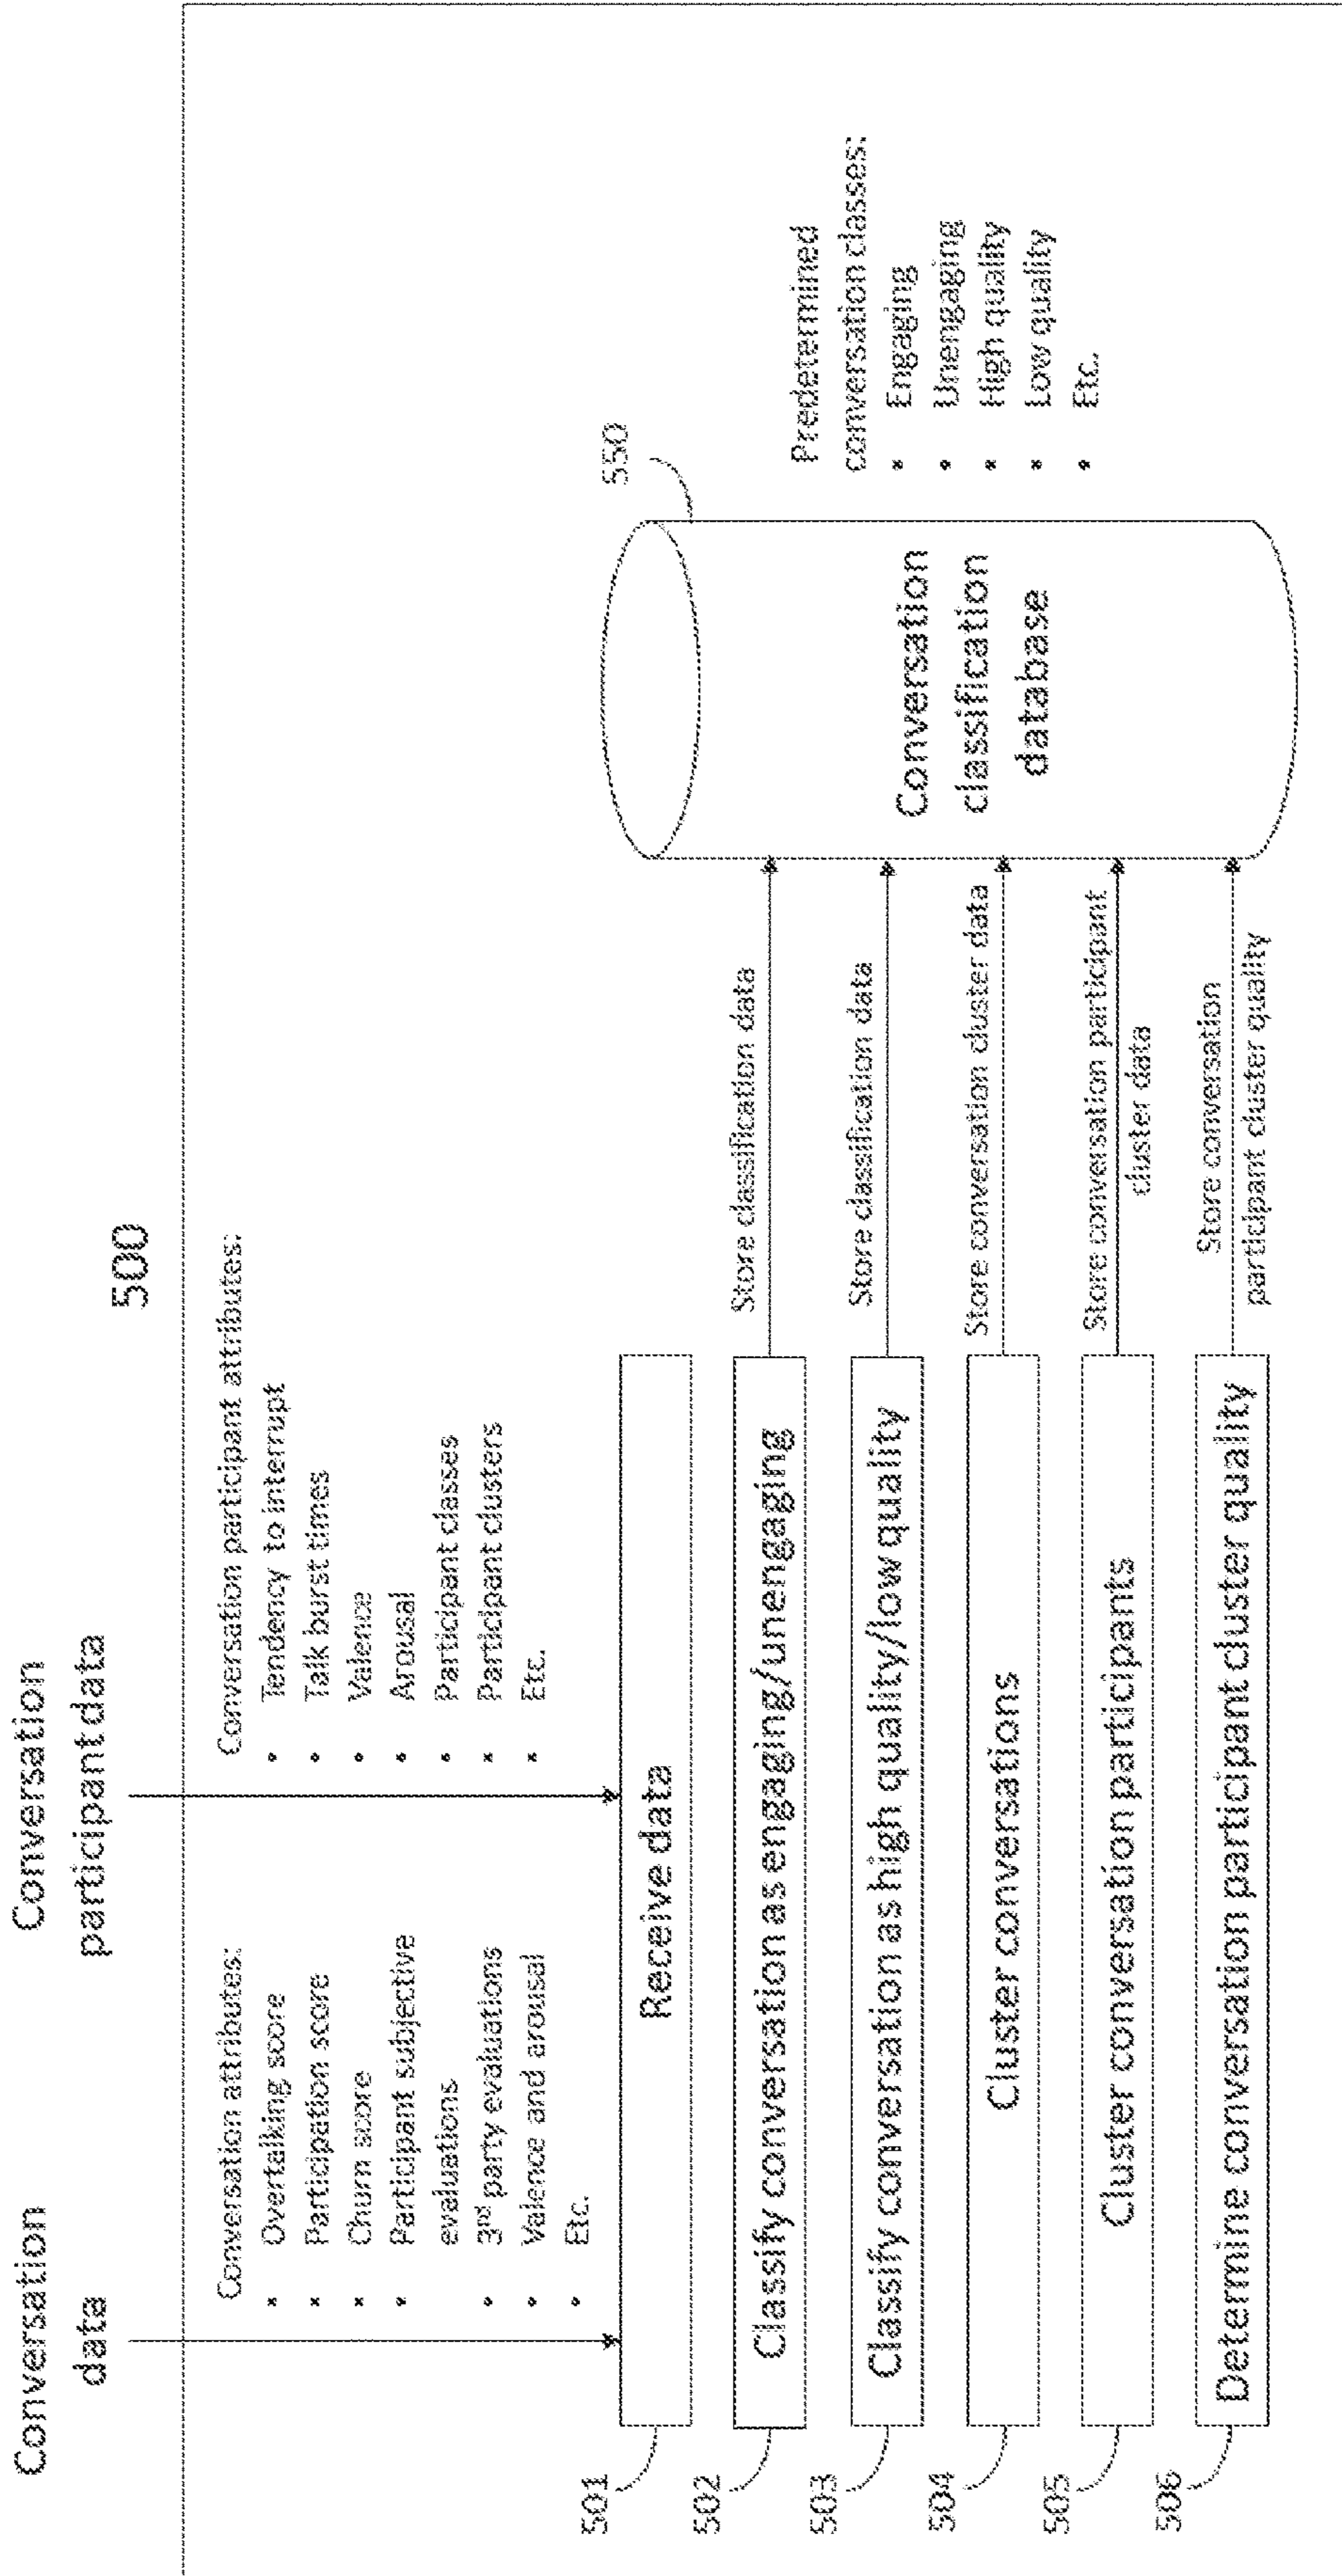 500
Conversation
data
Conversation
participant data
Conversation attributes:
• Overtalking score
• Participation score
• Churn score
• Participant subjective
evaluations
• 3rd party evaluations
• Valence and arousal
• Etc.
Conversation participant attributes:
• Tendency to interrupt
• Talk burst times
• Valence
• Arousal
• Participant classes
• Participant clusters
• Etc.
501
Receive data
502
Classify conversation as engaging/unengaging
Store classification data
503
Classify conversation as high quality/low quality
Store classification data
504
Cluster conversations
Store conversation cluster data
505
Cluster conversation participants
Store conversation participant
cluster data
506
Determine conversation participant cluster quality
Store conversation
participant cluster quality
550
Conversation
classification
database
Predetermined
conversation classes:
• Engaging
• Unengaging
• High quality
• Low quality
• Etc.